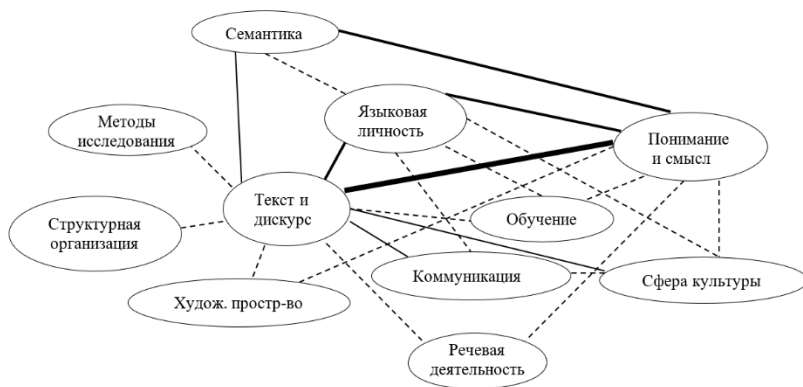 Семантика
Языковая
личность
Методы
исследования
Понимание
и смысл
Текст и
дискурс
Структурная
организация
Обучение
Коммуникация
Сфера культуры
Худож. простр-во
Речевая
деятельность